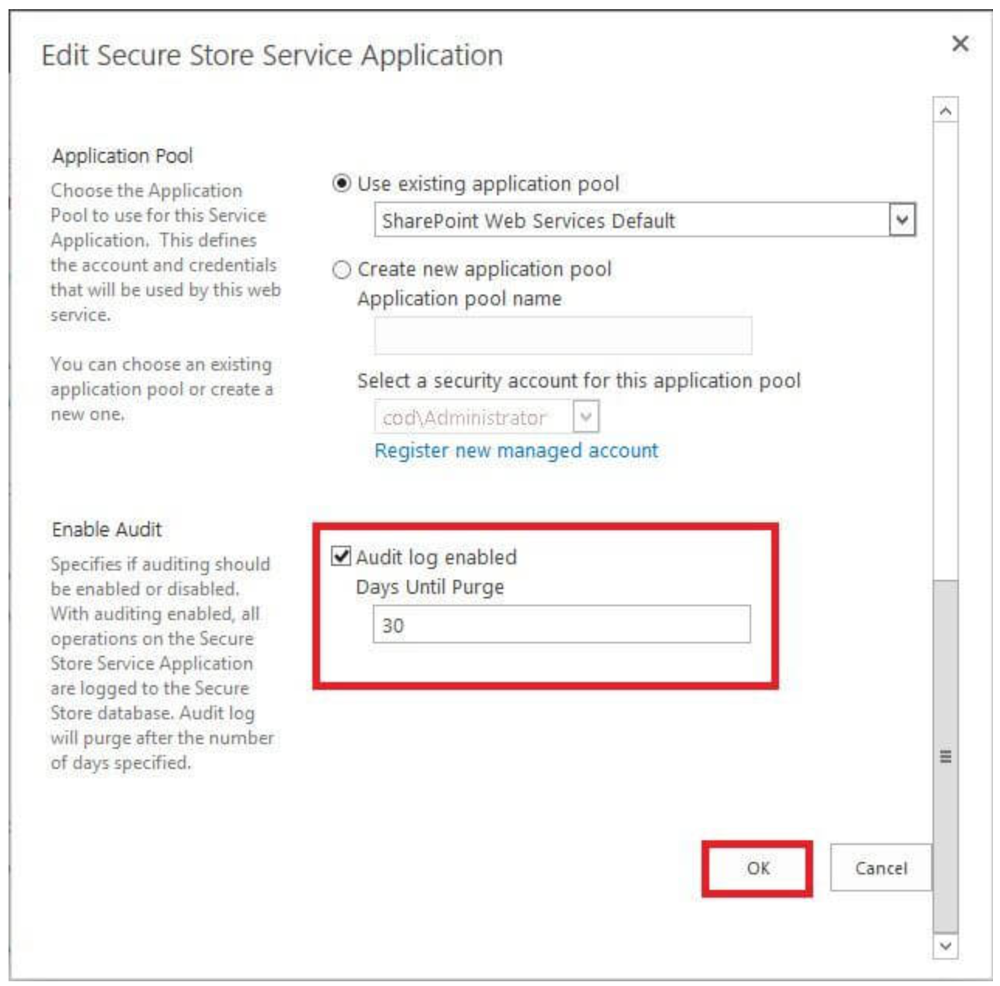 Edit Secure Store Service Application
Application Pool
Choose the Application
Pool to use for this Service
Application.  This defines
the account and credentials
that will be used by this web
service.
You can choose an existing
application pool or create a
new one.
Use existing application pool
SharePoint Web Services Default
Create new application pool
Application pool name
Select a security account for this application pool
cod\Administrator
Register new managed account
Enable Audit
Specifies if auditing should
be enabled or disabled.
With auditing enabled, all
operations on the Secure
Store Service Application
are logged to the Secure
Store database. Audit log
will purge after the number
of days specified.
Audit log enabled
Days Until Purge
30
OK
Cancel